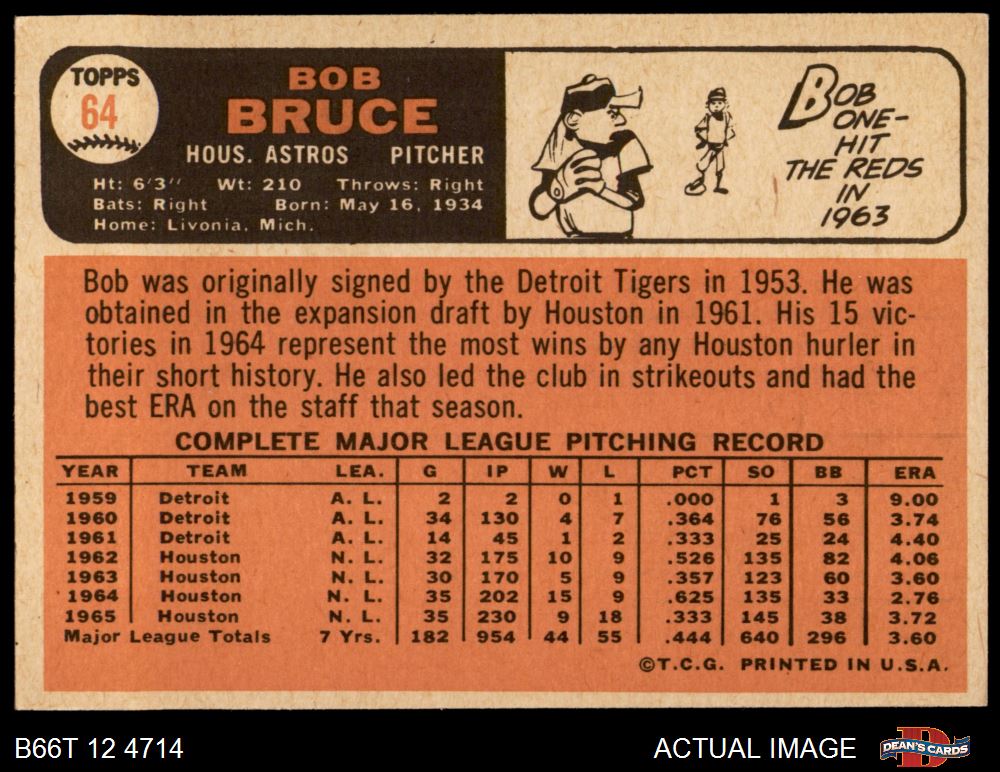 TOPPS
64
BOB
BRUCE
HOUS. ASTROS PITCHER
Ht: 6'3" Wt: 210 Throws: Right
Bats: Right Born: May 16, 1934
Home: Livonia, Mich.
BOB
ONE-
HIT
THE REDS
IN
1963
Bob was originally signed by the Detroit Tigers in 1953. He was
obtained in the expansion draft by Houston in 1961. His 15 vic-
tories in 1964 represent the most wins by any Houston hurler in
their short history. He also led the club in strikeouts and had the
best ERA on the staff that season.
COMPLETE MAJOR LEAGUE PITCHING RECORD
YEAR TEAM LEA. G IP W L PCT SO BB ERA
1959 Detroit A. L. 2 2 0 1 .000 1 3 9.00
1960 Detroit A. L. 34 130 4 7 .364 76 56 3.74
1961 Detroit A. L. 14 45 1 2 .333 25 24 4.40
1962 Houston N. L. 32 175 10 9 .526 135 82 4.06
1963 Houston N. L. 30 170 5 9 .357 123 60 3.60
1964 Houston N. L. 35 202 15 9 .625 135 33 2.76
1965 Houston N. L. 35 230 9 18 .333 145 38 3.72
Major League Totals 7 Yrs. 182 954 44 55 .444 640 296 3.60
©T.C.G. PRINTED IN U.S.A.
B66T 12 4714
ACTUAL IMAGE
D
DEAN'S CARDS